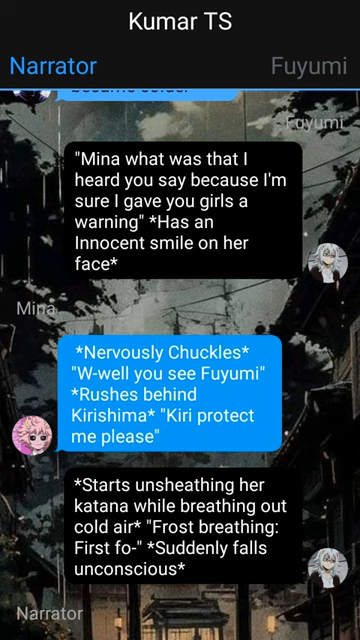 Kumar TS
Narrator
Fuyumi
became colder
Fuyumi
"Mina what was that I
heard you say because I'm
sure I gave you girls a
warning" *Has an
Innocent smile on her
face*
Mina
*Nervously Chuckles*
"W-well you see Fuyumi"
*Rushes behind
Kirishima* "Kiri protect
me please"
*Starts unsheathing her
katana while breathing out
cold air* "Frost breathing:
First fo-" *Suddenly falls
unconscious*
Narrator